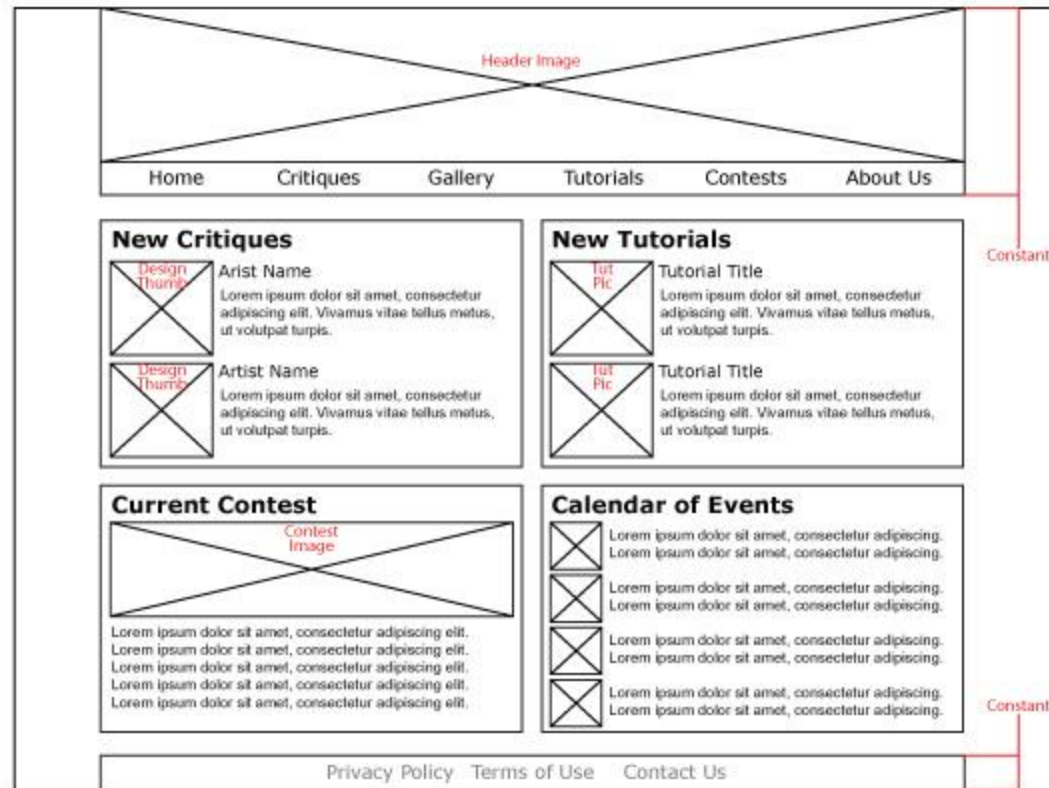 Header Image
Home Critiques Gallery Tutorials Contests About Us
Constant
New Critiques
Design
Thumb
Arist Name
Lorem ipsum dolor sit amet, consectetur
adipiscing elit. Vivamus vitae tellus metus,
ut volutpat turpis.
Design
Thumb
Artist Name
Lorem ipsum dolor sit amet, consectetur
adipiscing elit. Vivamus vitae tellus metus,
ut volutpat turpis.
New Tutorials
Tut
Pic
Tutorial Title
Lorem ipsum dolor sit amet, consectetur
adipiscing elit. Vivamus vitae tellus metus,
ut volutpat turpis.
Tut
Pic
Tutorial Title
Lorem ipsum dolor sit amet, consectetur
adipiscing elit. Vivamus vitae tellus metus,
ut volutpat turpis.
Current Contest
Contest
Image
Lorem ipsum dolor sit amet, consectetur adipiscing elit.
Lorem ipsum dolor sit amet, consectetur adipiscing elit.
Lorem ipsum dolor sit amet, consectetur adipiscing elit.
Lorem ipsum dolor sit amet, consectetur adipiscing elit.
Lorem ipsum dolor sit amet, consectetur adipiscing elit.
Calendar of Events
Lorem ipsum dolor sit amet, consectetur adipiscing.
Lorem ipsum dolor sit amet, consectetur adipiscing.
Lorem ipsum dolor sit amet, consectetur adipiscing.
Lorem ipsum dolor sit amet, consectetur adipiscing.
Lorem ipsum dolor sit amet, consectetur adipiscing.
Lorem ipsum dolor sit amet, consectetur adipiscing.
Lorem ipsum dolor sit amet, consectetur adipiscing.
Lorem ipsum dolor sit amet, consectetur adipiscing.
Constant
Privacy Policy Terms of Use Contact Us